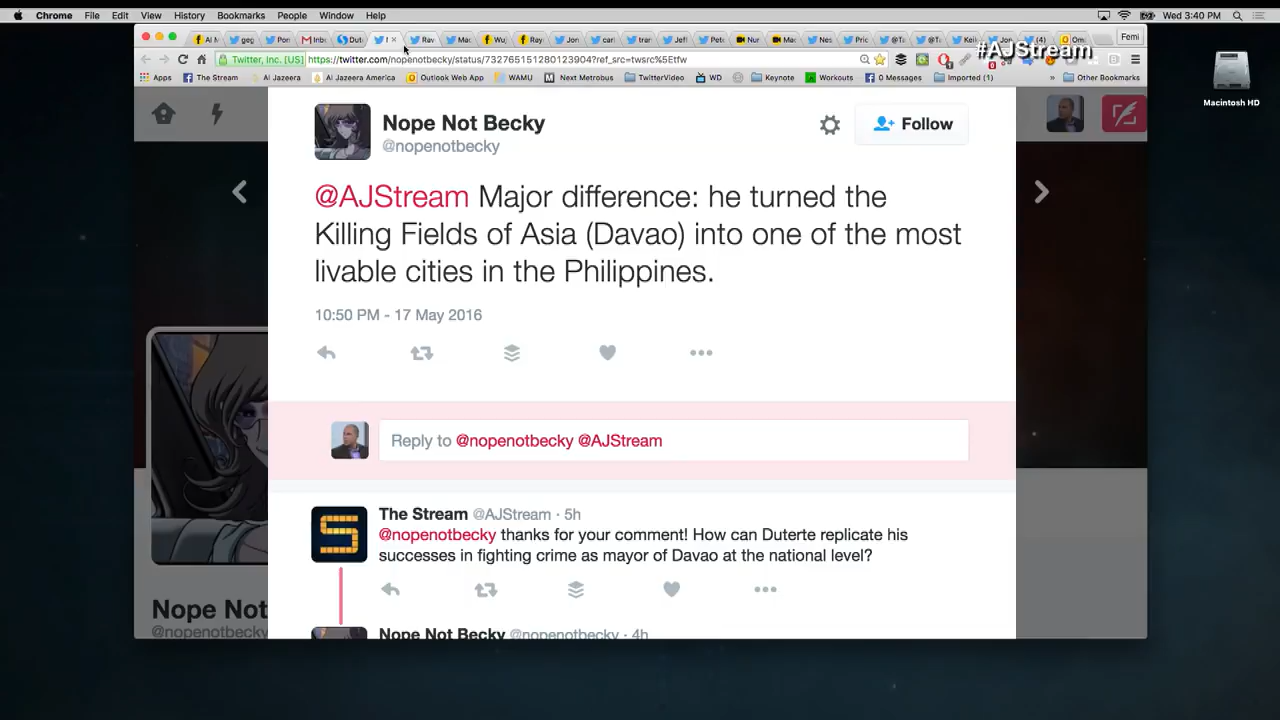 Chrome File Edit View History Bookmarks People Window Help
Wed 3:40 PM
Femi
#AJStream
Twitter, Inc. [US] https://twitter.com/nopenotbecky/status/732765151280123904?ref_src=twsrc%5Etfw
Apps The Stream Al Jazeera Al Jazeera America Outlook Web App WAMU Next Metrobus TwitterVideo WD Keynote Workouts 0 Messages Imported (1) » Other Bookmarks
Macintosh HD
Nope Not Becky
@nopenotbecky
Follow
@AJStream Major difference: he turned the
Killing Fields of Asia (Davao) into one of the most
livable cities in the Philippines.
10:50 PM - 17 May 2016
Reply to @nopenotbecky @AJStream
The Stream @AJStream · 5h
@nopenotbecky thanks for your comment! How can Duterte replicate his
successes in fighting crime as mayor of Davao at the national level?
Nope Not
@nopenotbecky
Nope Not Becky @nopenotbecky · 4h